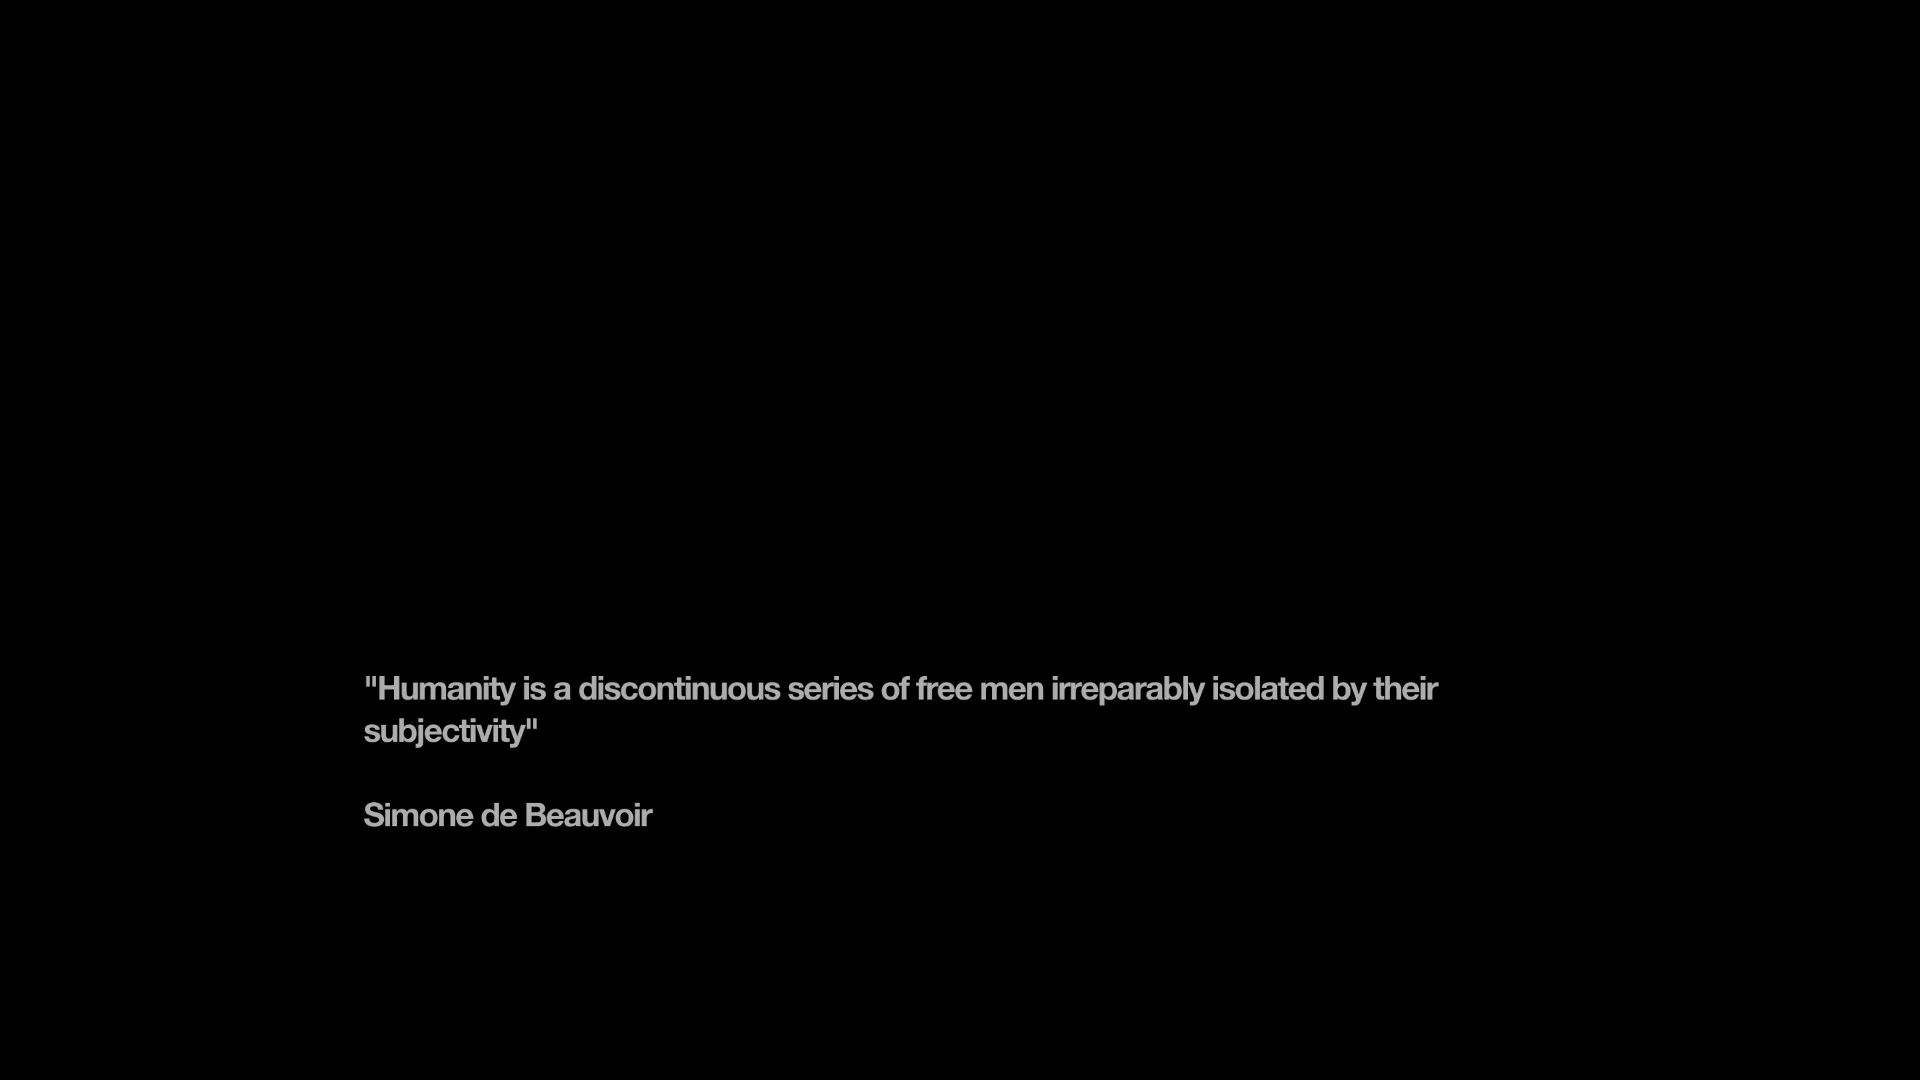 "Humanity is a discontinuous series of free men irreparably isolated by their
subjectivity"
Simone de Beauvoir